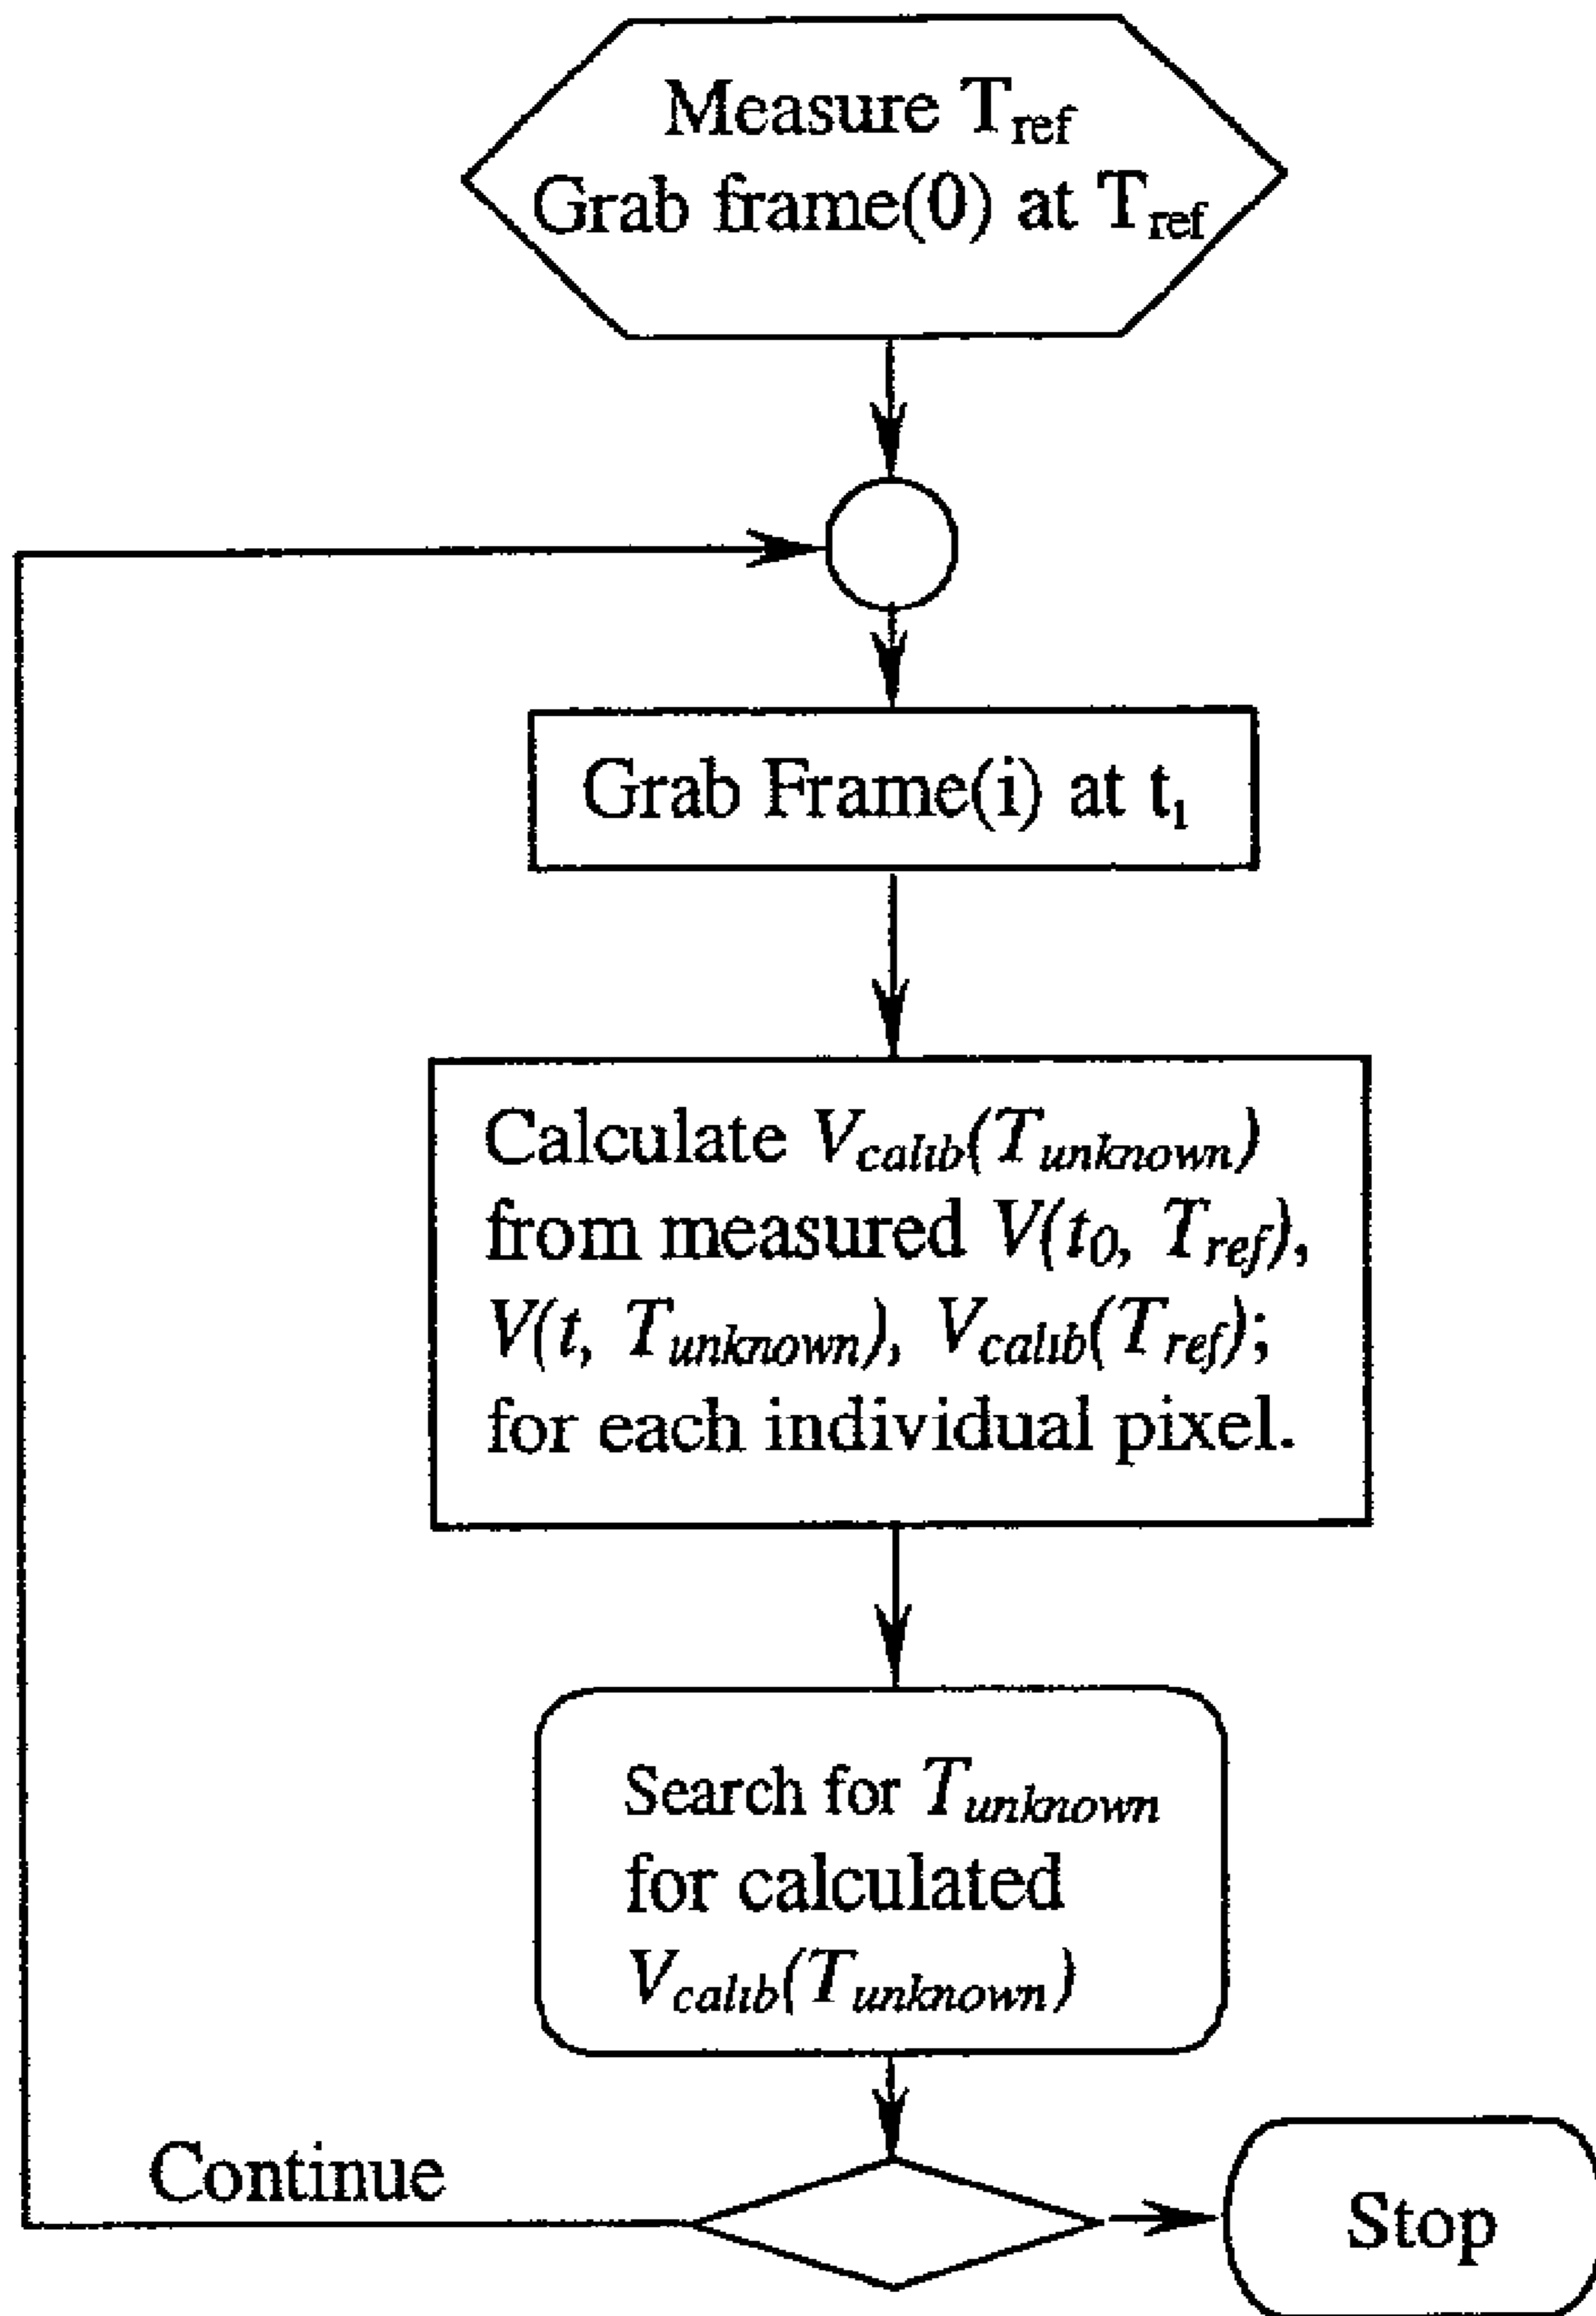 Measure T_ref
Grab frame(0) at T_ref
Grab Frame(i) at t_i
Calculate V_calib(T_unknown)
from measured V(t_0, T_ref),
V(t, T_unknown), V_calib(T_ref);
for each individual pixel.
Search for T_unknown
for calculated
V_calib(T_unknown)
Continue
Stop